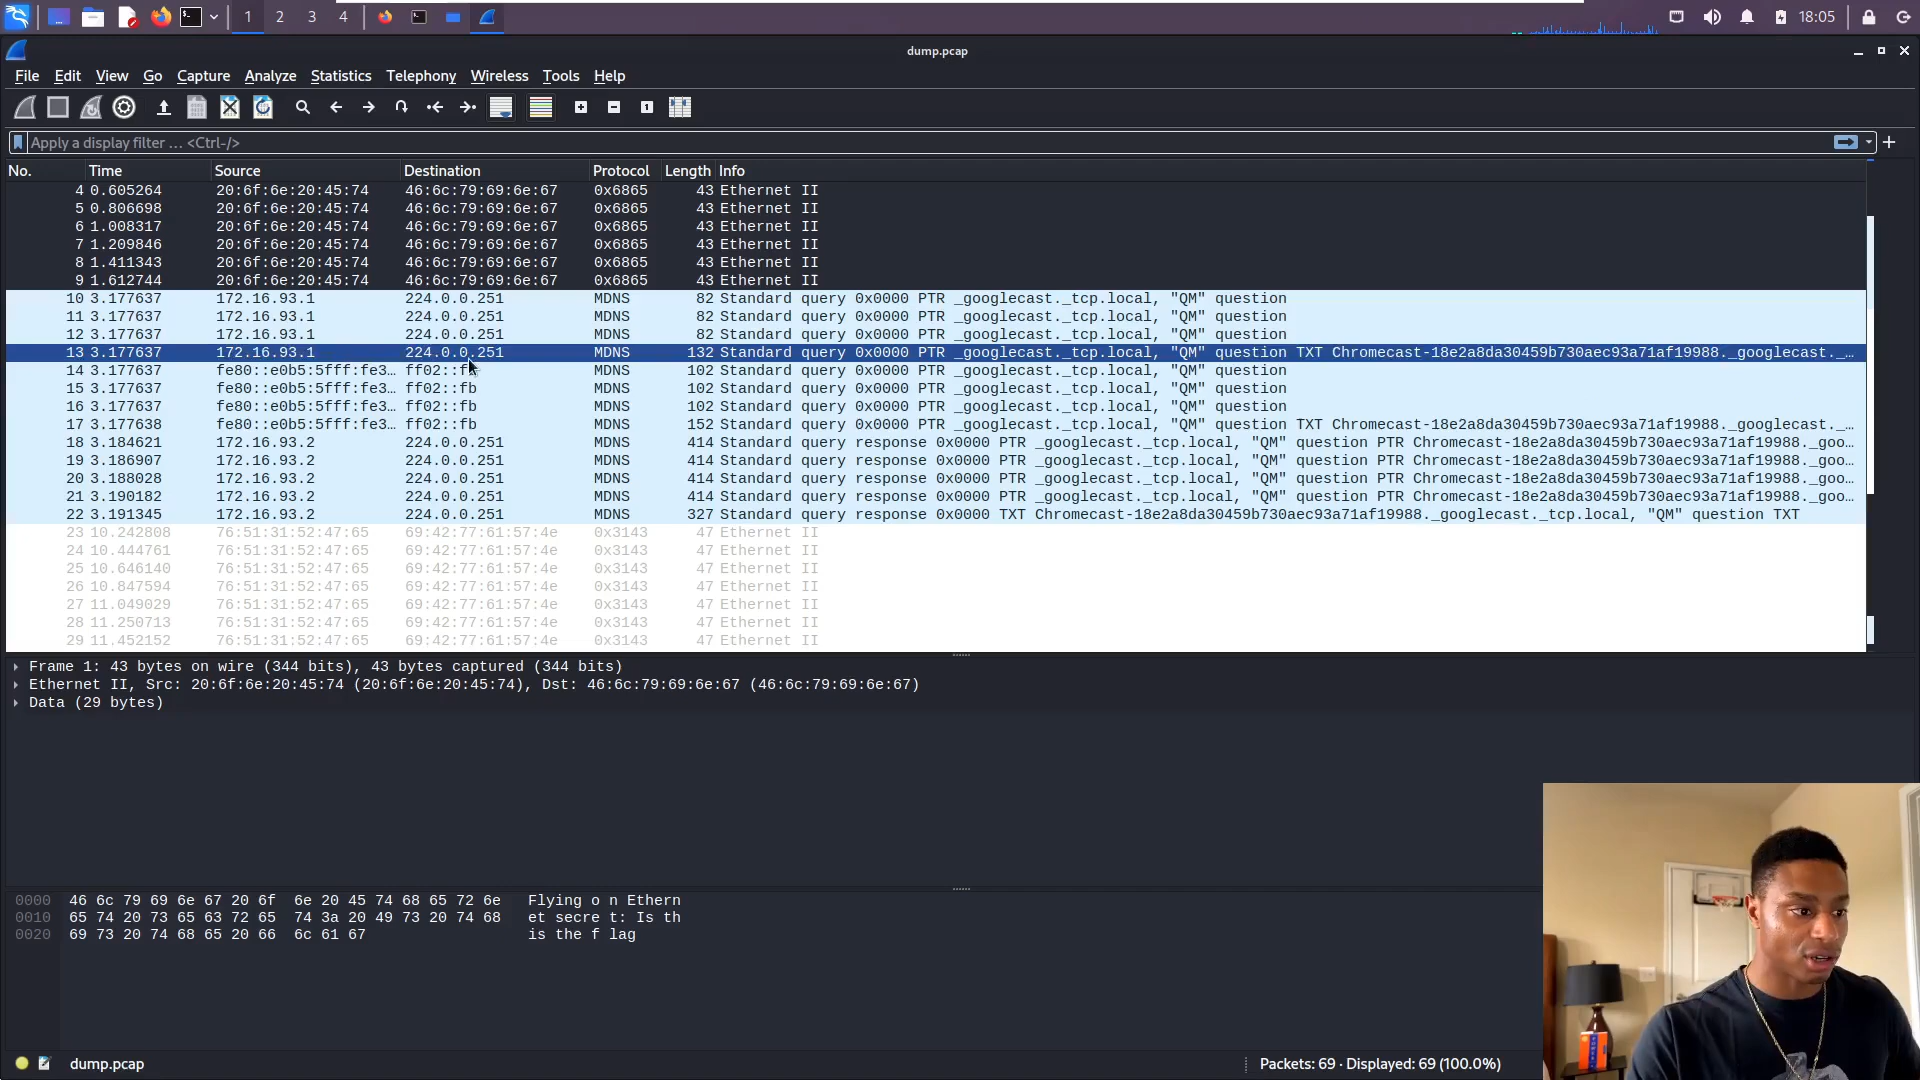 1 2 3 4 18:05
dump.pcap
File Edit View Go Capture Analyze Statistics Telephony Wireless Tools Help
Apply a display filter … <Ctrl-/>
No. Time Source Destination Protocol Length Info
4 0.605264 20:6f:6e:20:45:74 46:6c:79:69:6e:67 0x6865 43 Ethernet II
5 0.806698 20:6f:6e:20:45:74 46:6c:79:69:6e:67 0x6865 43 Ethernet II
6 1.008317 20:6f:6e:20:45:74 46:6c:79:69:6e:67 0x6865 43 Ethernet II
7 1.209846 20:6f:6e:20:45:74 46:6c:79:69:6e:67 0x6865 43 Ethernet II
8 1.411343 20:6f:6e:20:45:74 46:6c:79:69:6e:67 0x6865 43 Ethernet II
9 1.612744 20:6f:6e:20:45:74 46:6c:79:69:6e:67 0x6865 43 Ethernet II
10 3.177637 172.16.93.1 224.0.0.251 MDNS 82 Standard query 0x0000 PTR _googlecast._tcp.local, "QM" question
11 3.177637 172.16.93.1 224.0.0.251 MDNS 82 Standard query 0x0000 PTR _googlecast._tcp.local, "QM" question
12 3.177637 172.16.93.1 224.0.0.251 MDNS 82 Standard query 0x0000 PTR _googlecast._tcp.local, "QM" question
13 3.177637 172.16.93.1 224.0.0.251 MDNS 132 Standard query 0x0000 PTR _googlecast._tcp.local, "QM" question TXT Chromecast-18e2a8da30459b730aec93a71af19988._googlecast._…
14 3.177637 fe80::e0b5:5fff:fe3… ff02::fb MDNS 102 Standard query 0x0000 PTR _googlecast._tcp.local, "QM" question
15 3.177637 fe80::e0b5:5fff:fe3… ff02::fb MDNS 102 Standard query 0x0000 PTR _googlecast._tcp.local, "QM" question
16 3.177637 fe80::e0b5:5fff:fe3… ff02::fb MDNS 102 Standard query 0x0000 PTR _googlecast._tcp.local, "QM" question
17 3.177638 fe80::e0b5:5fff:fe3… ff02::fb MDNS 152 Standard query 0x0000 PTR _googlecast._tcp.local, "QM" question TXT Chromecast-18e2a8da30459b730aec93a71af19988._googlecast._…
18 3.184621 172.16.93.2 224.0.0.251 MDNS 414 Standard query response 0x0000 PTR _googlecast._tcp.local, "QM" question PTR Chromecast-18e2a8da30459b730aec93a71af19988._goo…
19 3.186907 172.16.93.2 224.0.0.251 MDNS 414 Standard query response 0x0000 PTR _googlecast._tcp.local, "QM" question PTR Chromecast-18e2a8da30459b730aec93a71af19988._goo…
20 3.188028 172.16.93.2 224.0.0.251 MDNS 414 Standard query response 0x0000 PTR _googlecast._tcp.local, "QM" question PTR Chromecast-18e2a8da30459b730aec93a71af19988._goo…
21 3.190182 172.16.93.2 224.0.0.251 MDNS 414 Standard query response 0x0000 PTR _googlecast._tcp.local, "QM" question PTR Chromecast-18e2a8da30459b730aec93a71af19988._goo…
22 3.191345 172.16.93.2 224.0.0.251 MDNS 327 Standard query response 0x0000 TXT Chromecast-18e2a8da30459b730aec93a71af19988._googlecast._tcp.local, "QM" question TXT
23 10.242808 76:51:31:52:47:65 69:42:77:61:57:4e 0x3143 47 Ethernet II
24 10.444761 76:51:31:52:47:65 69:42:77:61:57:4e 0x3143 47 Ethernet II
25 10.646140 76:51:31:52:47:65 69:42:77:61:57:4e 0x3143 47 Ethernet II
26 10.847594 76:51:31:52:47:65 69:42:77:61:57:4e 0x3143 47 Ethernet II
27 11.049029 76:51:31:52:47:65 69:42:77:61:57:4e 0x3143 47 Ethernet II
28 11.250713 76:51:31:52:47:65 69:42:77:61:57:4e 0x3143 47 Ethernet II
29 11.452152 76:51:31:52:47:65 69:42:77:61:57:4e 0x3143 47 Ethernet II
Frame 1: 43 bytes on wire (344 bits), 43 bytes captured (344 bits)
Ethernet II, Src: 20:6f:6e:20:45:74 (20:6f:6e:20:45:74), Dst: 46:6c:79:69:6e:67 (46:6c:79:69:6e:67)
Data (29 bytes)
0000 46 6c 79 69 6e 67 20 6f 6e 20 45 74 68 65 72 6e Flying o n Ethern
0010 65 74 20 73 65 63 72 65 74 3a 20 49 73 20 74 68 et secre t: Is th
0020 69 73 20 74 68 65 20 66 6c 61 67 is the f lag
dump.pcap Packets: 69 · Displayed: 69 (100.0%)